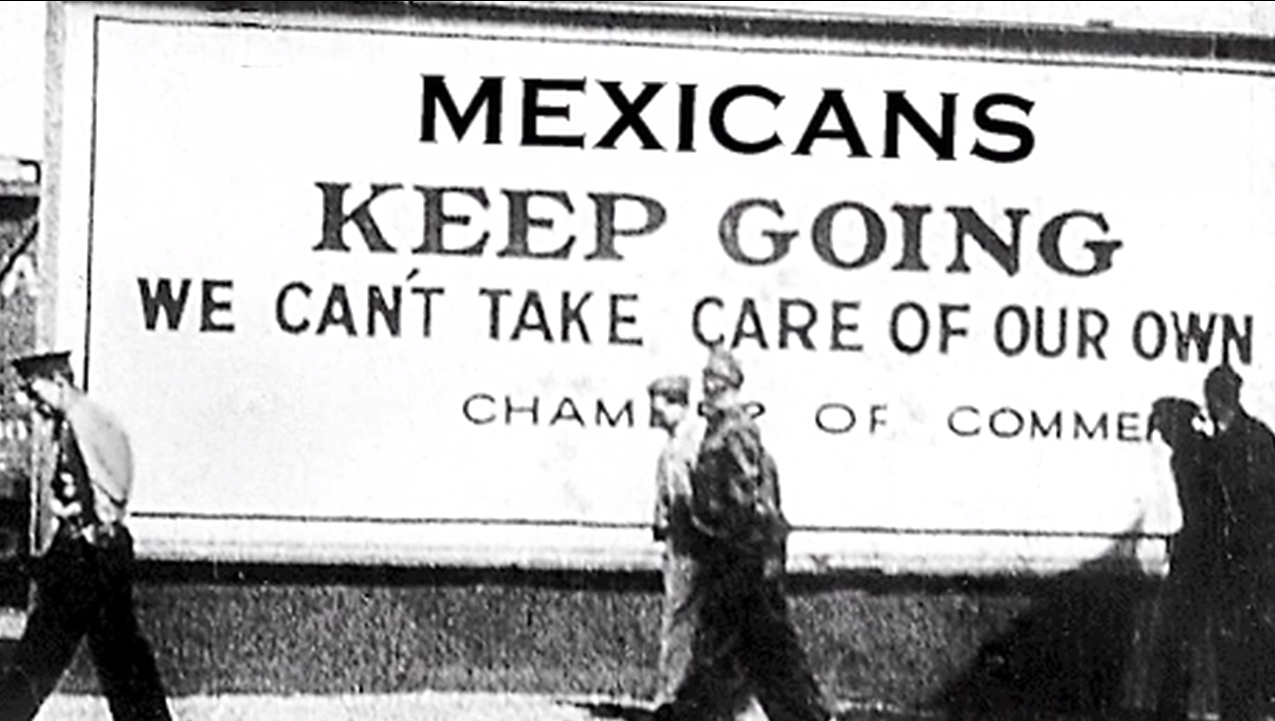 MEXICANS
KEEP GOING
WE CAN'T TAKE CARE OF OUR OWN
OF